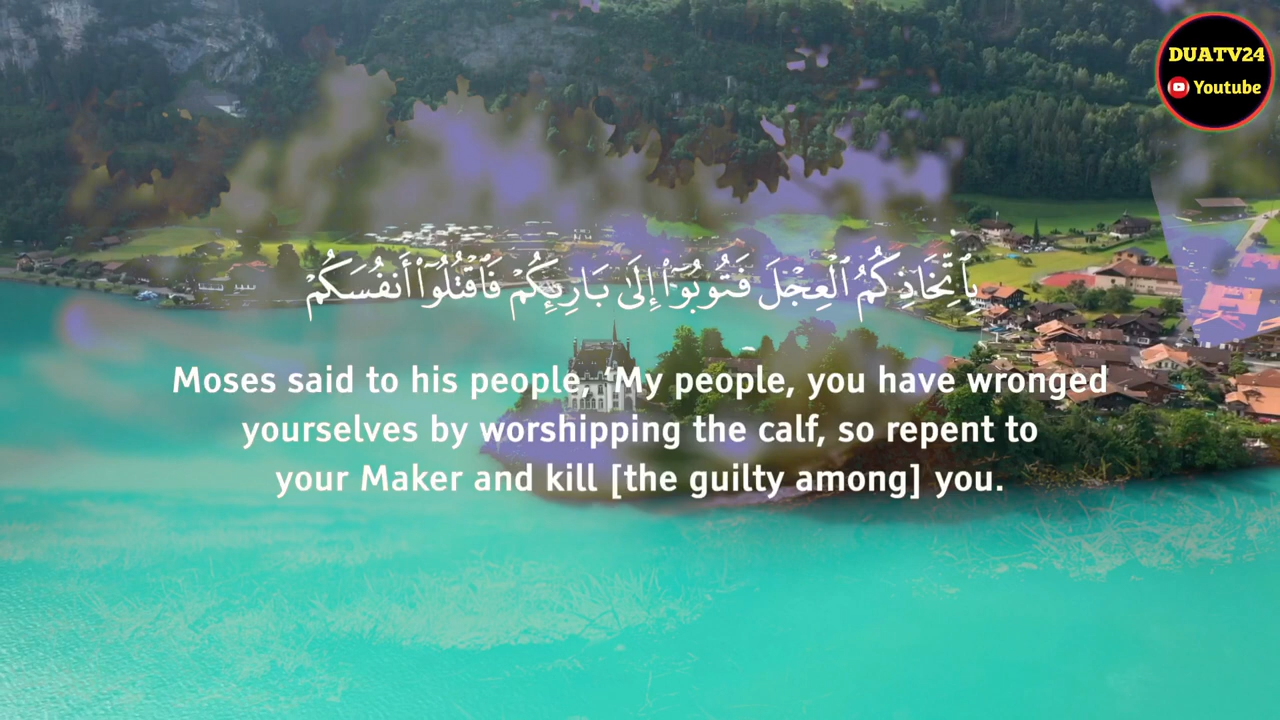 DUATV24
Youtube
بِٱتِّخَاذِكُمُ ٱلْعِجْلَ فَتُوبُوٓا۟ إِلَىٰ بَارِئِكُمْ فَٱقْتُلُوٓا۟ أَنفُسَكُمْ
Moses said to his people, ‘My people, you have wronged
yourselves by worshipping the calf, so repent to
your Maker and kill [the guilty among] you.